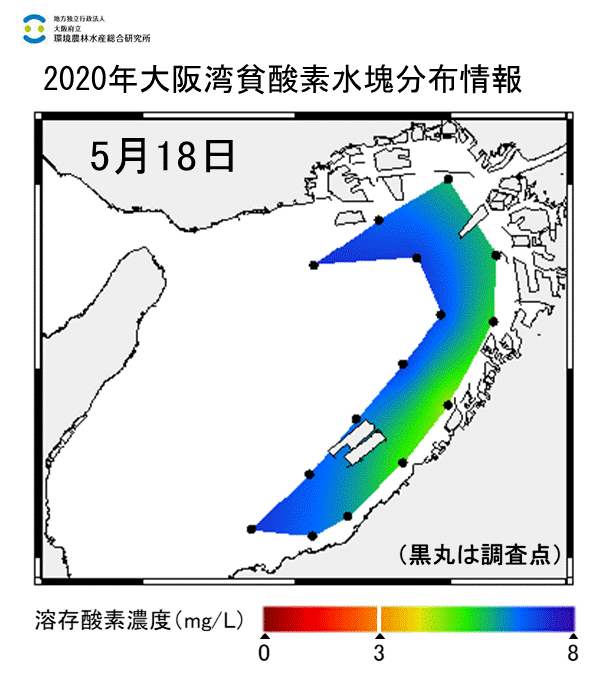 地方独立行政法人
大阪府立
環境農林水産総合研究所
2020年大阪湾貧酸素水塊分布情報
5月18日
(黒丸は調査点)
溶存酸素濃度(mg/L)
0 3 8